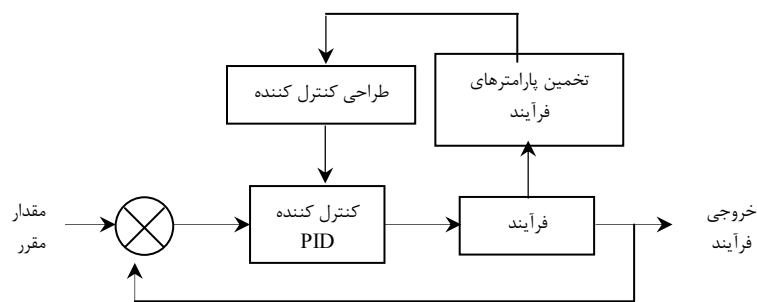 تخمین پارامترهای
فرآیند
طراحی کنترل کننده
مقدار
مقرر
کنترل کننده
PID
فرآیند
خروجی
فرآیند